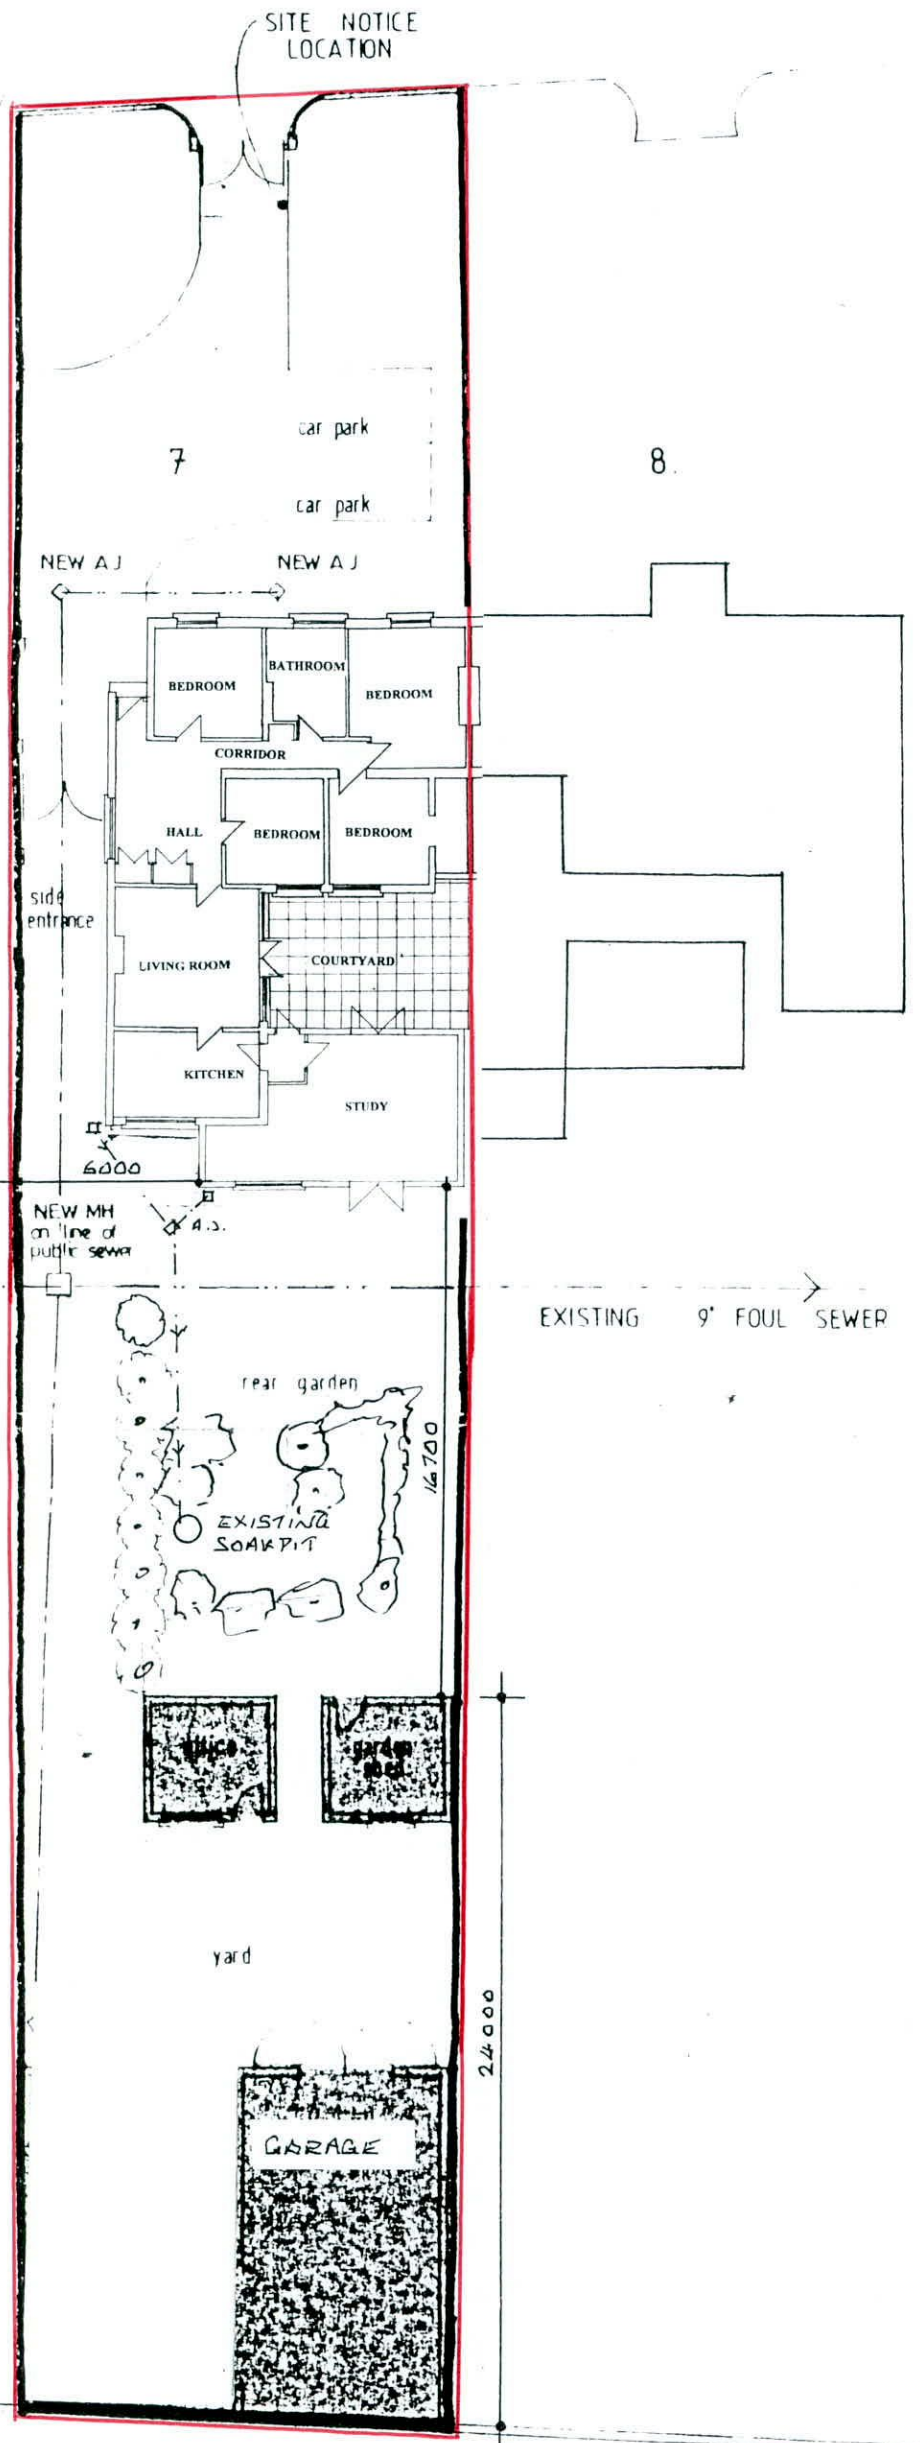 SITE NOTICE
LOCATION
car park
7
8.
car park
NEW AJ
NEW AJ
BATHROOM
BEDROOM
BEDROOM
CORRIDOR
HALL
BEDROOM
BEDROOM
side
entrance
LIVING ROOM
COURTYARD
KITCHEN
STUDY
6000
NEW MH
on line of
public sewer
A.J.
EXISTING 9" FOUL SEWER
rear garden
16700
EXISTING
SOAKPIT
garden
shed
yard
24000
GARAGE